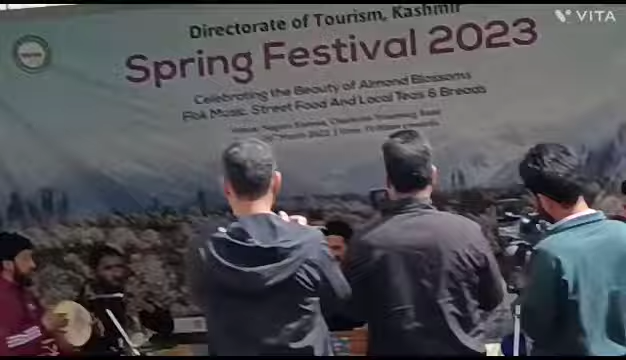 VITA
Directorate of Tourism, Kashmir
Spring Festival 2023
Celebrating the Beauty of Almond Blossoms
Folk Music, Street Food And Local Teas & Breads